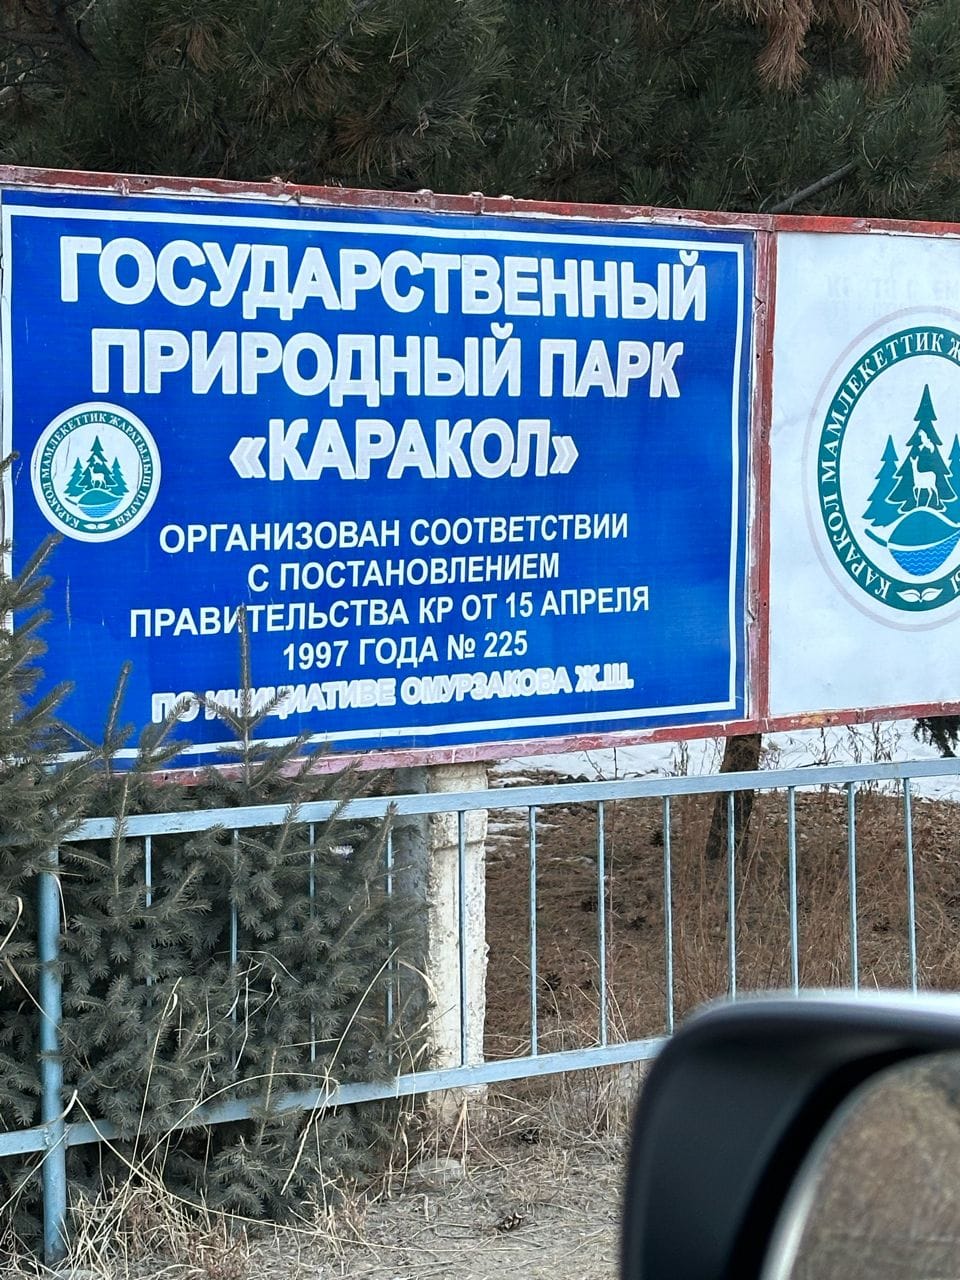 ГОСУДАРСТВЕННЫЙ
ПРИРОДНЫЙ ПАРК
«КАРАКОЛ»
КАРАКОЛ МАМЛЕКЕТТИК ЖАРАТЫЛЫШ ПАРКЫ
ОРГАНИЗОВАН СООТВЕТСТВИИ
С ПОСТАНОВЛЕНИЕМ
ПРАВИТЕЛЬСТВА КР ОТ 15 АПРЕЛЯ
1997 ГОДА № 225
ПО ИНИЦИАТИВЕ ОМУРЗАКОВА Ж.Ш.
КАРАКОЛ МАМЛЕКЕТТИК